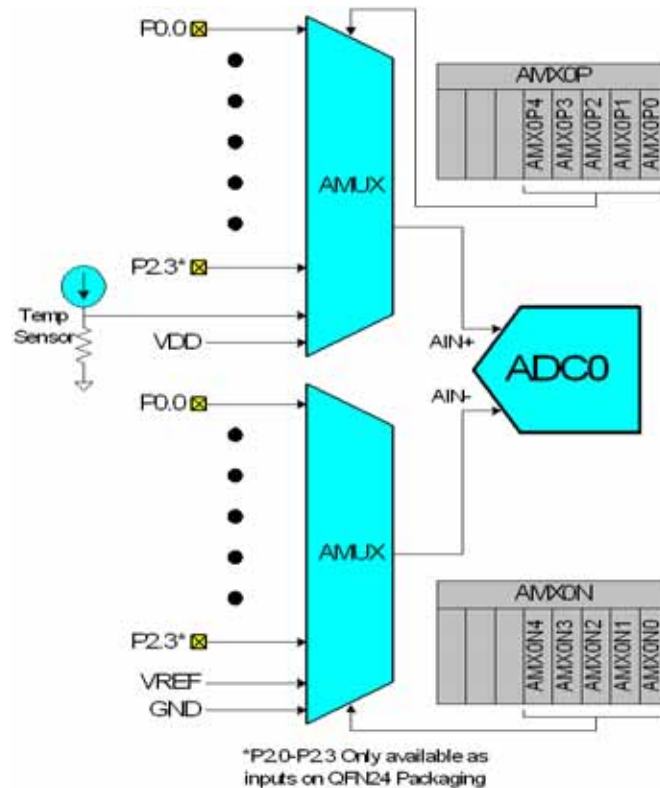 P0.0
AMX0P
AMX0P4
AMX0P3
AMX0P2
AMX0P1
AMX0P0
AMUX
P2.3*
Temp
Sensor
VDD
AIN+
ADC0
AIN-
P0.0
AMUX
AMX0N
AMX0N4
AMX0N3
AMX0N2
AMX0N1
AMX0N0
P2.3*
VREF
GND
*P2.0-P2.3 Only available as
inputs on QFN24 Packaging